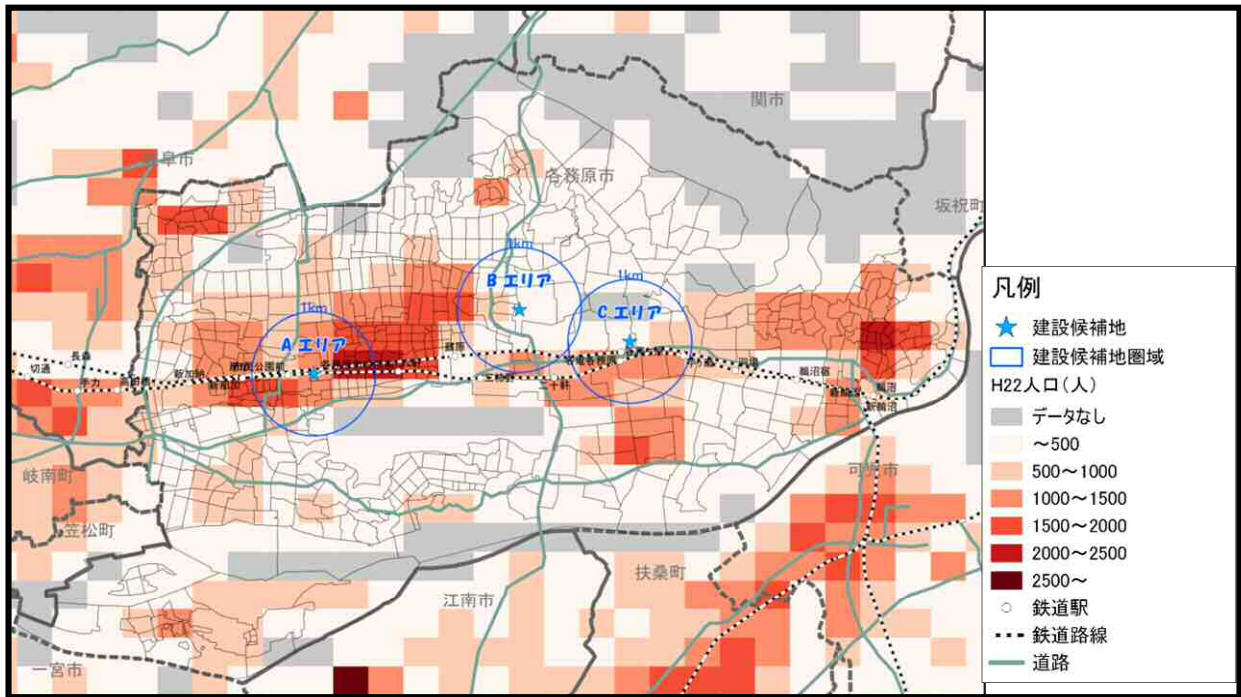 関市
阜市
各務原市
坂祝町
1km
Bエリア
1km
Cエリア
1km
Aエリア
長森
切通
手力
高田橋
新加納
新那加
蘇原
三柿野
二十軒
鵜沼宿
鵜沼
新鵜沼
岐南町
笠松町
可児市
扶桑町
江南市
一宮市
凡例
建設候補地
建設候補地圏域
H22人口(人)
データなし
~500
500~1000
1000~1500
1500~2000
2000~2500
2500~
鉄道駅
鉄道路線
道路